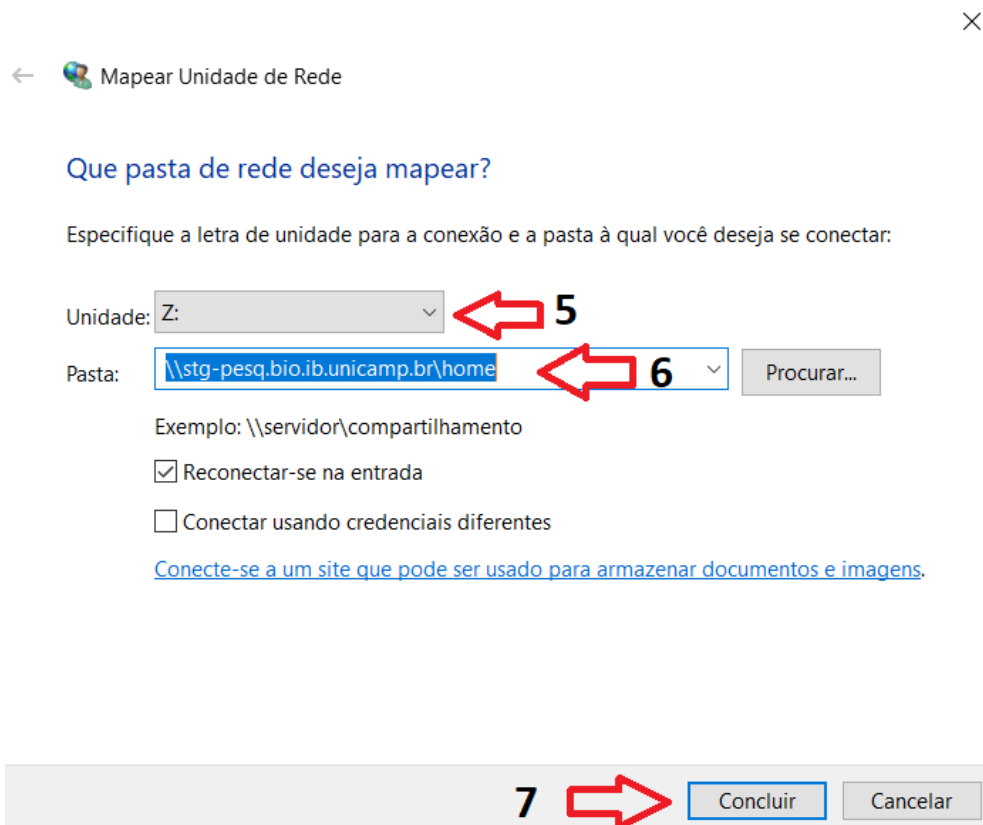 Mapear Unidade de Rede
Que pasta de rede deseja mapear?
Especifique a letra de unidade para a conexão e a pasta à qual você deseja se conectar:
Unidade: Z: 5
Pasta: \\stg-pesq.bio.ib.unicamp.br\home 6 Procurar...
Exemplo: \\servidor\compartilhamento
Reconectar-se na entrada
Conectar usando credenciais diferentes
Conecte-se a um site que pode ser usado para armazenar documentos e imagens.
7 Concluir Cancelar